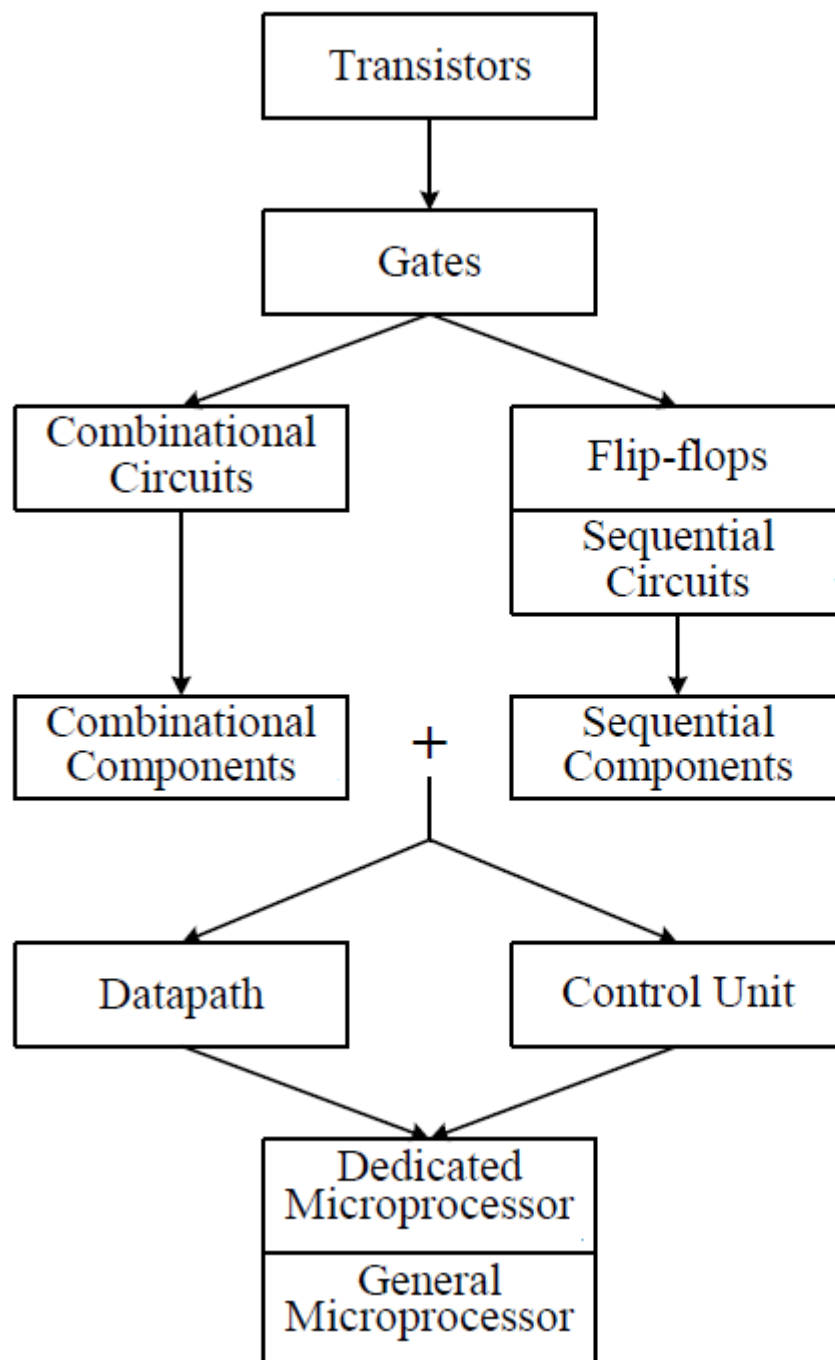 Transistors
Gates
Combinational
Circuits
Flip-flops
Sequential
Circuits
Combinational
Components
+
Sequential
Components
Datapath
Control Unit
Dedicated
Microprocessor
General
Microprocessor